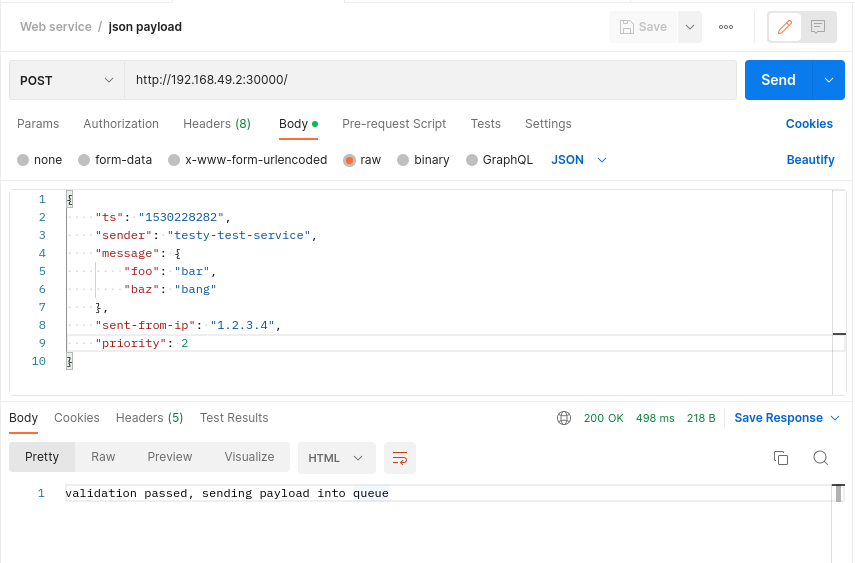 Web service / json payload
Save
POST http://192.168.49.2:30000/ Send
Params Authorization Headers (8) Body Pre-request Script Tests Settings Cookies
none form-data x-www-form-urlencoded raw binary GraphQL JSON Beautify
1 {
2 "ts": "1530228282",
3 "sender": "testy-test-service",
4 "message": {
5 "foo": "bar",
6 "baz": "bang"
7 },
8 "sent-from-ip": "1.2.3.4",
9 "priority": 2
10 }
Body Cookies Headers (5) Test Results 200 OK 498 ms 218 B Save Response
Pretty Raw Preview Visualize HTML
1 validation passed, sending payload into queue